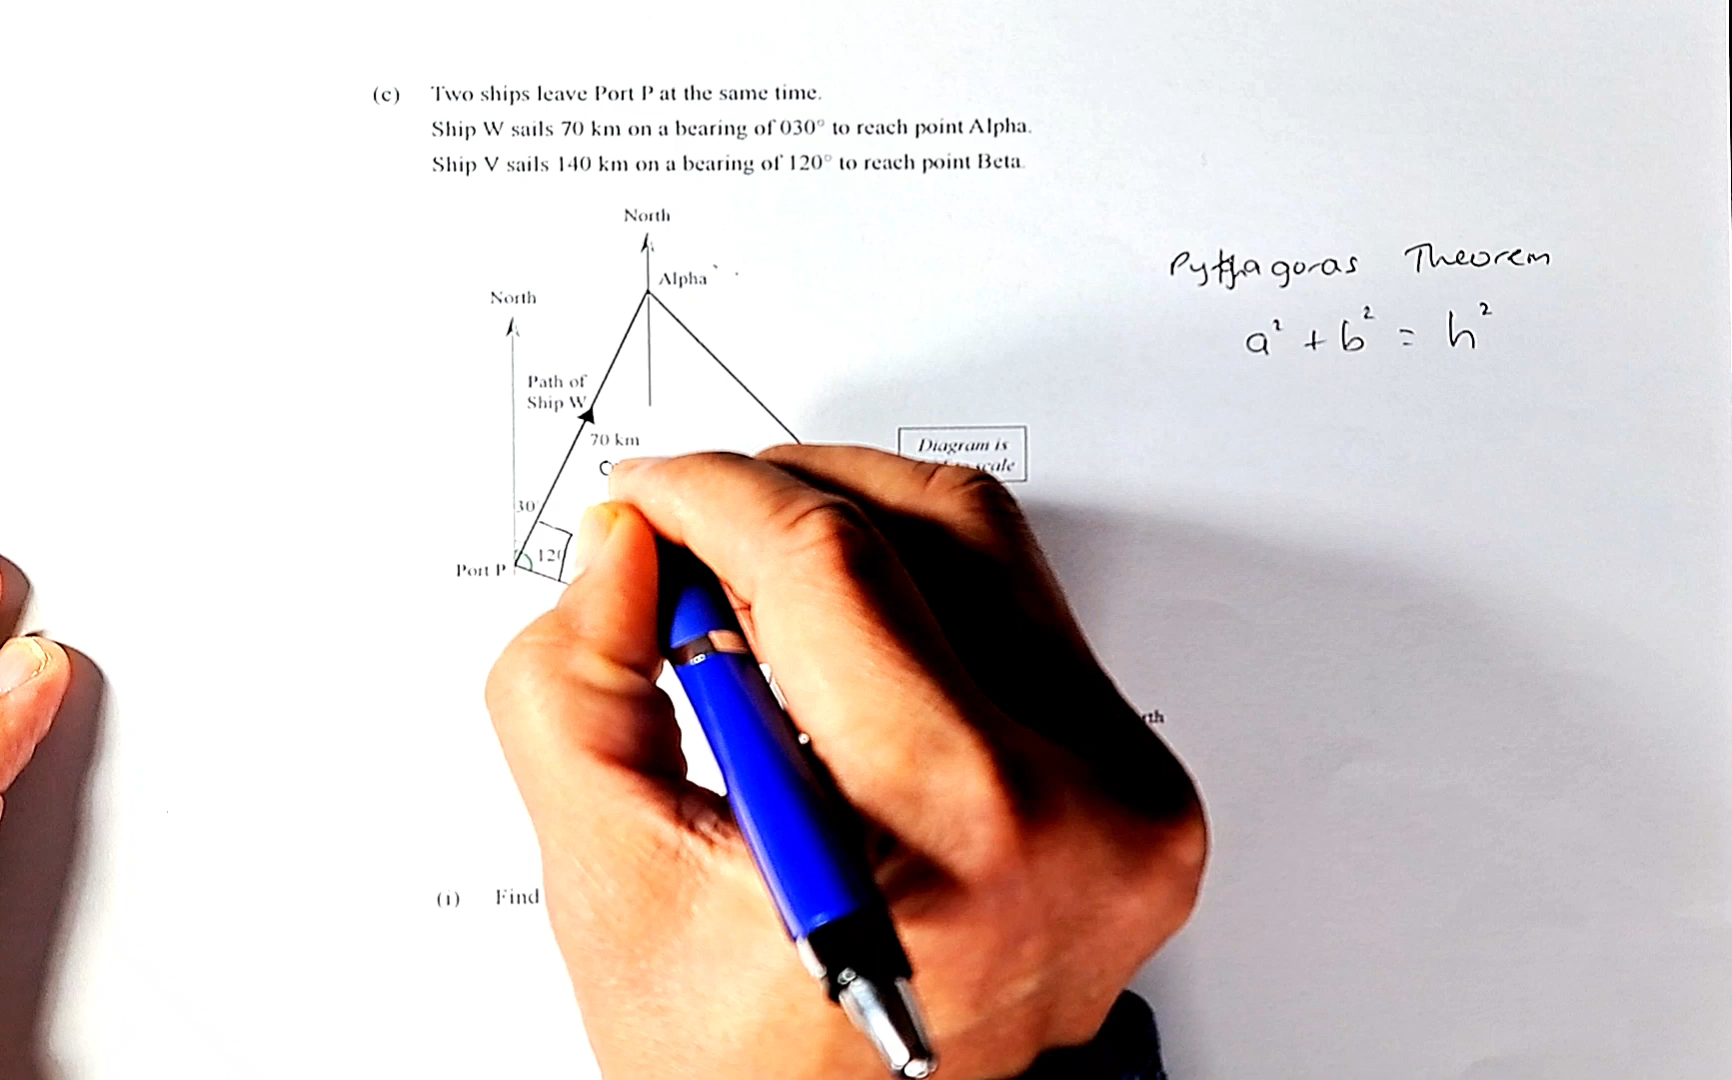 (c) Two ships leave Port P at the same time.
Ship W sails 70 km on a bearing of 030° to reach point Alpha.
Ship V sails 140 km on a bearing of 120° to reach point Beta.
North
Alpha
North
Pythagoras Theorem
a² + b² = h²
Path of
Ship W
70 km
Diagram is
scale
30
120
Port P
(i) Find